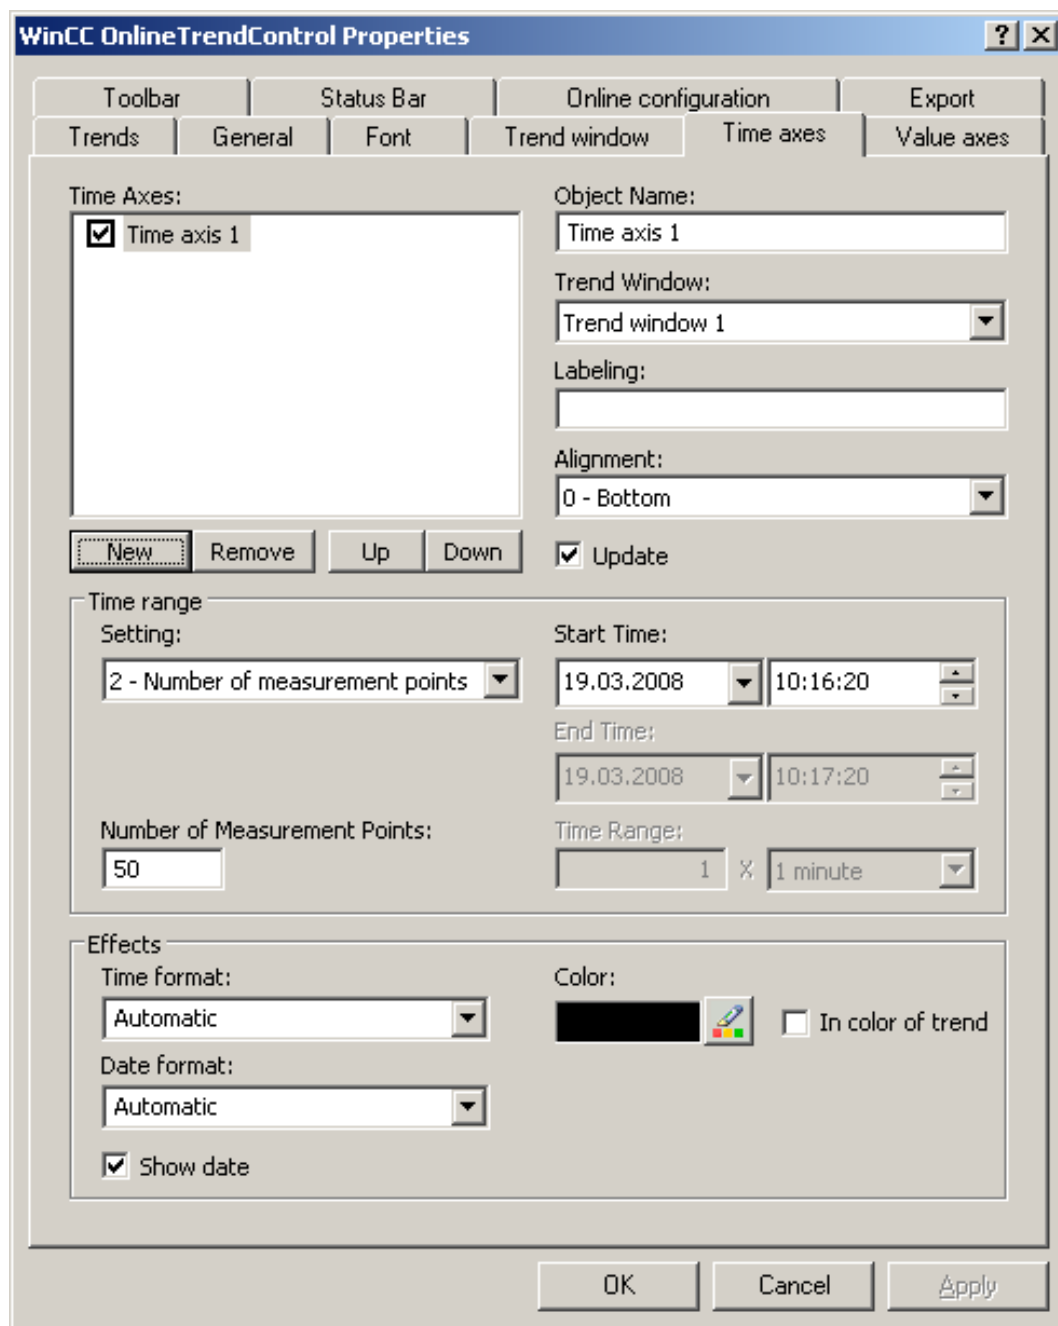 WinCC OnlineTrendControl Properties
Toolbar Status Bar Online configuration Export
Trends General Font Trend window Time axes Value axes
Time Axes:
Time axis 1
New Remove Up Down
Object Name:
Time axis 1
Trend Window:
Trend window 1
Labeling:
Alignment:
0 - Bottom
Update
Time range
Setting:
2 - Number of measurement points
Number of Measurement Points:
50
Start Time:
19.03.2008 10:16:20
End Time:
19.03.2008 10:17:20
Time Range:
1 X 1 minute
Effects
Time format:
Automatic
Date format:
Automatic
Show date
Color:
In color of trend
OK Cancel Apply